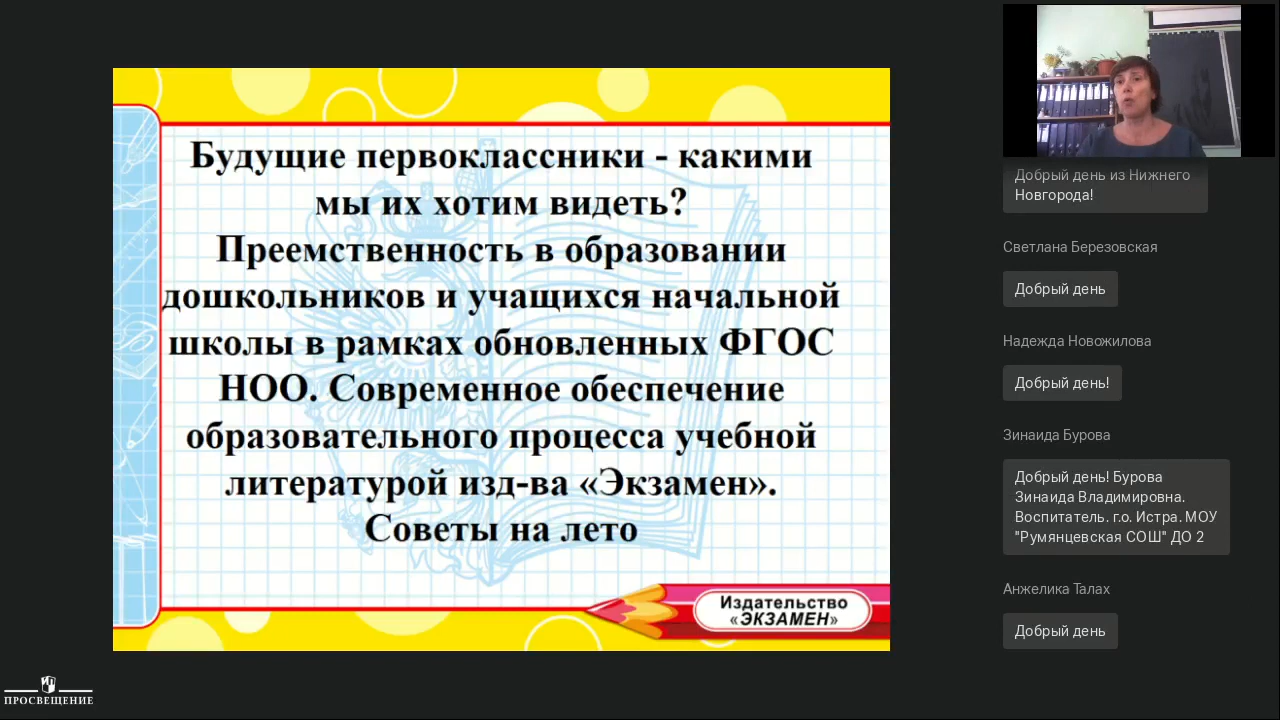 Будущие первоклассники - какими
мы их хотим видеть?
Преемственность в образовании
дошкольников и учащихся начальной
школы в рамках обновленных ФГОС
НОО. Современное обеспечение
образовательного процесса учебной
литературой изд-ва «Экзамен».
Советы на лето
Издательство
«ЭКЗАМЕН»
ПРОСВЕЩЕНИЕ
Добрый день из Нижнего
Новгорода!
Светлана Березовская
Добрый день
Надежда Новожилова
Добрый день!
Зинаида Бурова
Добрый день! Бурова
Зинаида Владимировна.
Воспитатель. г.о. Истра. МОУ
"Румянцевская СОШ" ДО 2
Анжелика Талах
Добрый день